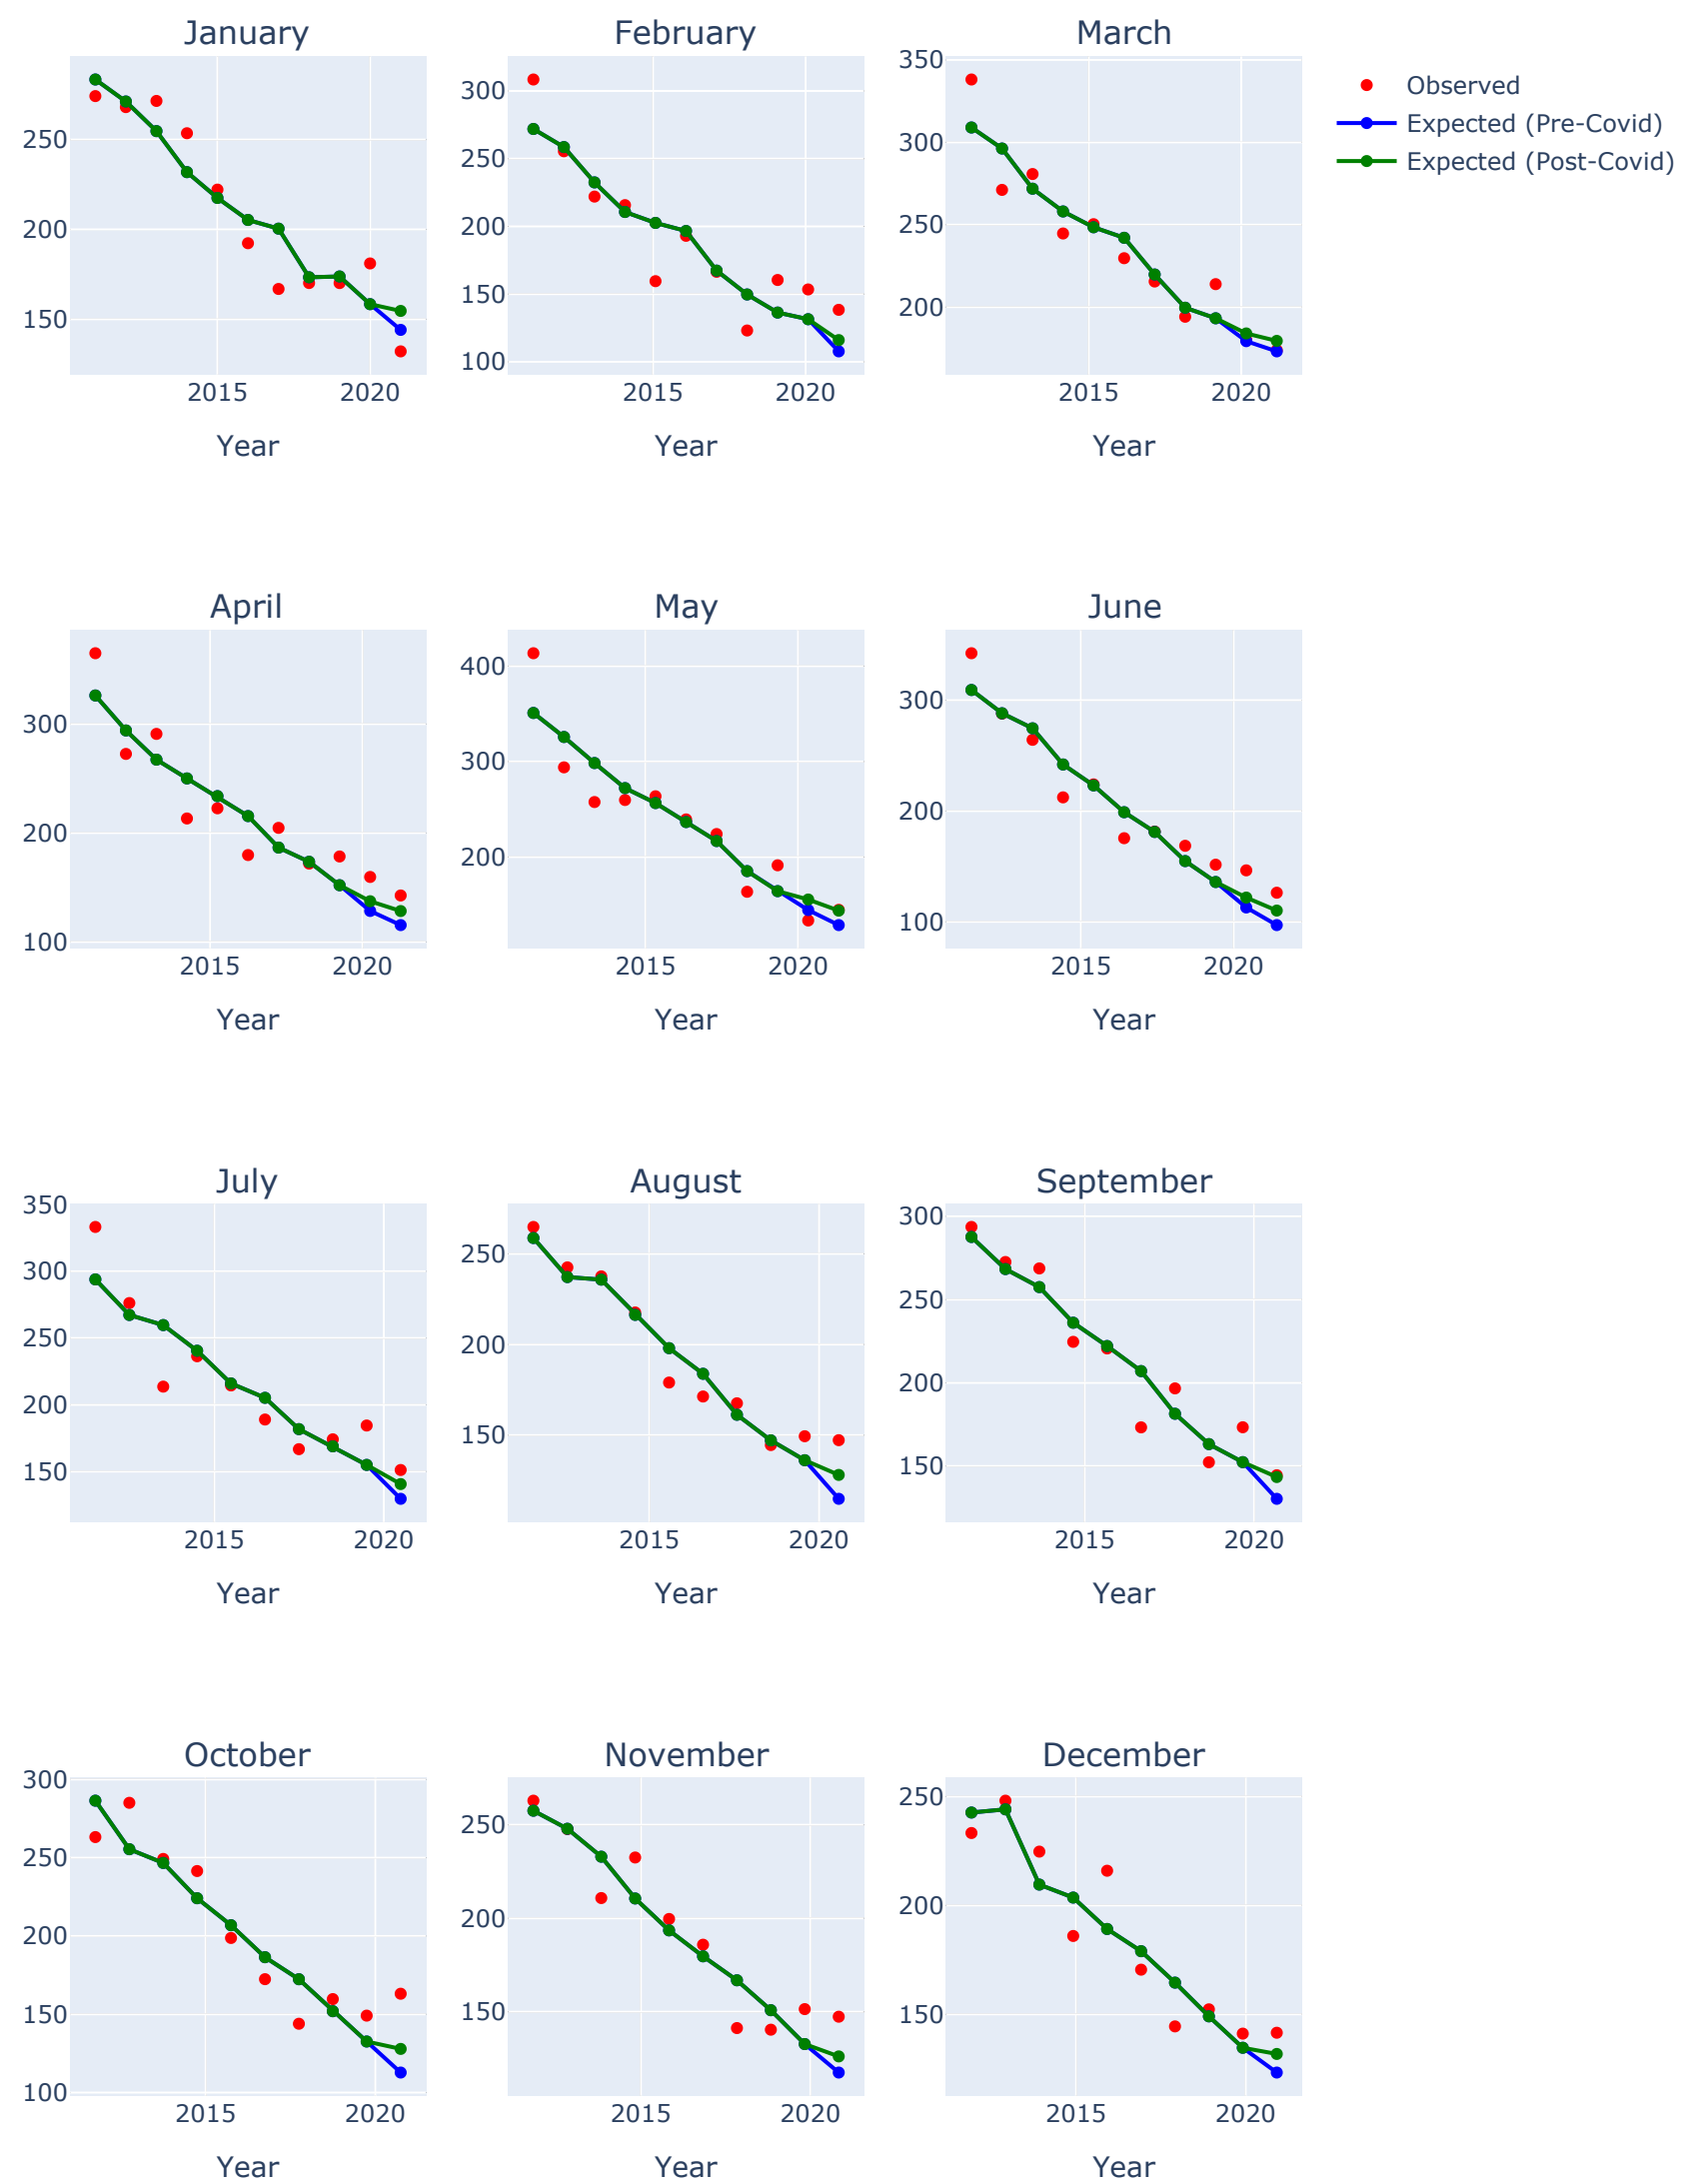 January
February
March
Observed
Expected (Pre-Covid)
Expected (Post-Covid)
250
200
150
2015
2020
Year
300
250
200
150
100
2015
2020
Year
350
300
250
200
2015
2020
Year
April
May
June
300
200
100
2015
2020
Year
400
300
200
2015
2020
Year
300
200
100
2015
2020
Year
July
August
September
350
300
250
200
150
2015
2020
Year
250
200
150
2015
2020
Year
300
250
200
150
2015
2020
Year
October
November
December
300
250
200
150
100
2015
2020
Year
250
200
150
2015
2020
Year
250
200
150
2015
2020
Year